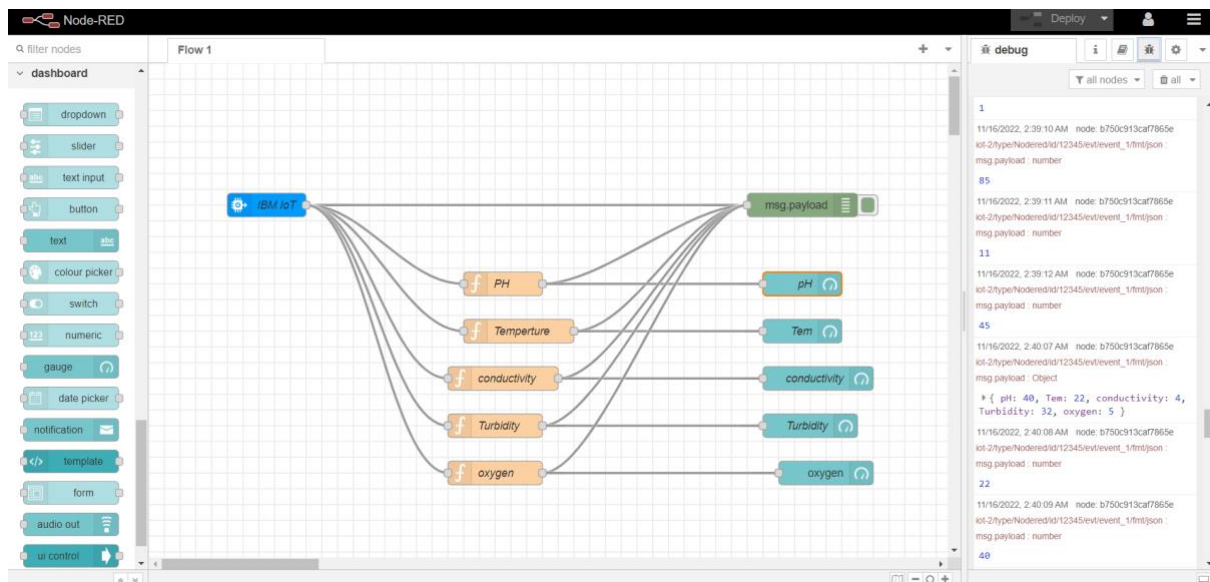 Node-RED
Deploy
filter nodes
Flow 1
debug
i
all nodes
all
dashboard
dropdown
slider
abc
text input
button
text
abc
colour picker
switch
123
numeric
gauge
date picker
notification
</>
template
form
audio out
ui control
IBM IoT
msg.payload
f
PH
pH
f
Temperture
Tem
f
conductivity
conductivity
f
Turbidity
Turbidity
f
oxygen
oxygen
1
11/16/2022, 2:39:10 AM node: b750c913caf7865e
iot-2/type/Nodered/id/12345/evt/event_1/fmt/json :
msg.payload : number
85
11/16/2022, 2:39:11 AM node: b750c913caf7865e
iot-2/type/Nodered/id/12345/evt/event_1/fmt/json :
msg.payload : number
11
11/16/2022, 2:39:12 AM node: b750c913caf7865e
iot-2/type/Nodered/id/12345/evt/event_1/fmt/json :
msg.payload : number
45
11/16/2022, 2:40:07 AM node: b750c913caf7865e
iot-2/type/Nodered/id/12345/evt/event_1/fmt/json :
msg.payload : Object
{ pH: 40, Tem: 22, conductivity: 4,
Turbidity: 32, oxygen: 5 }
11/16/2022, 2:40:08 AM node: b750c913caf7865e
iot-2/type/Nodered/id/12345/evt/event_1/fmt/json :
msg.payload : number
22
11/16/2022, 2:40:09 AM node: b750c913caf7865e
iot-2/type/Nodered/id/12345/evt/event_1/fmt/json :
msg.payload : number
40